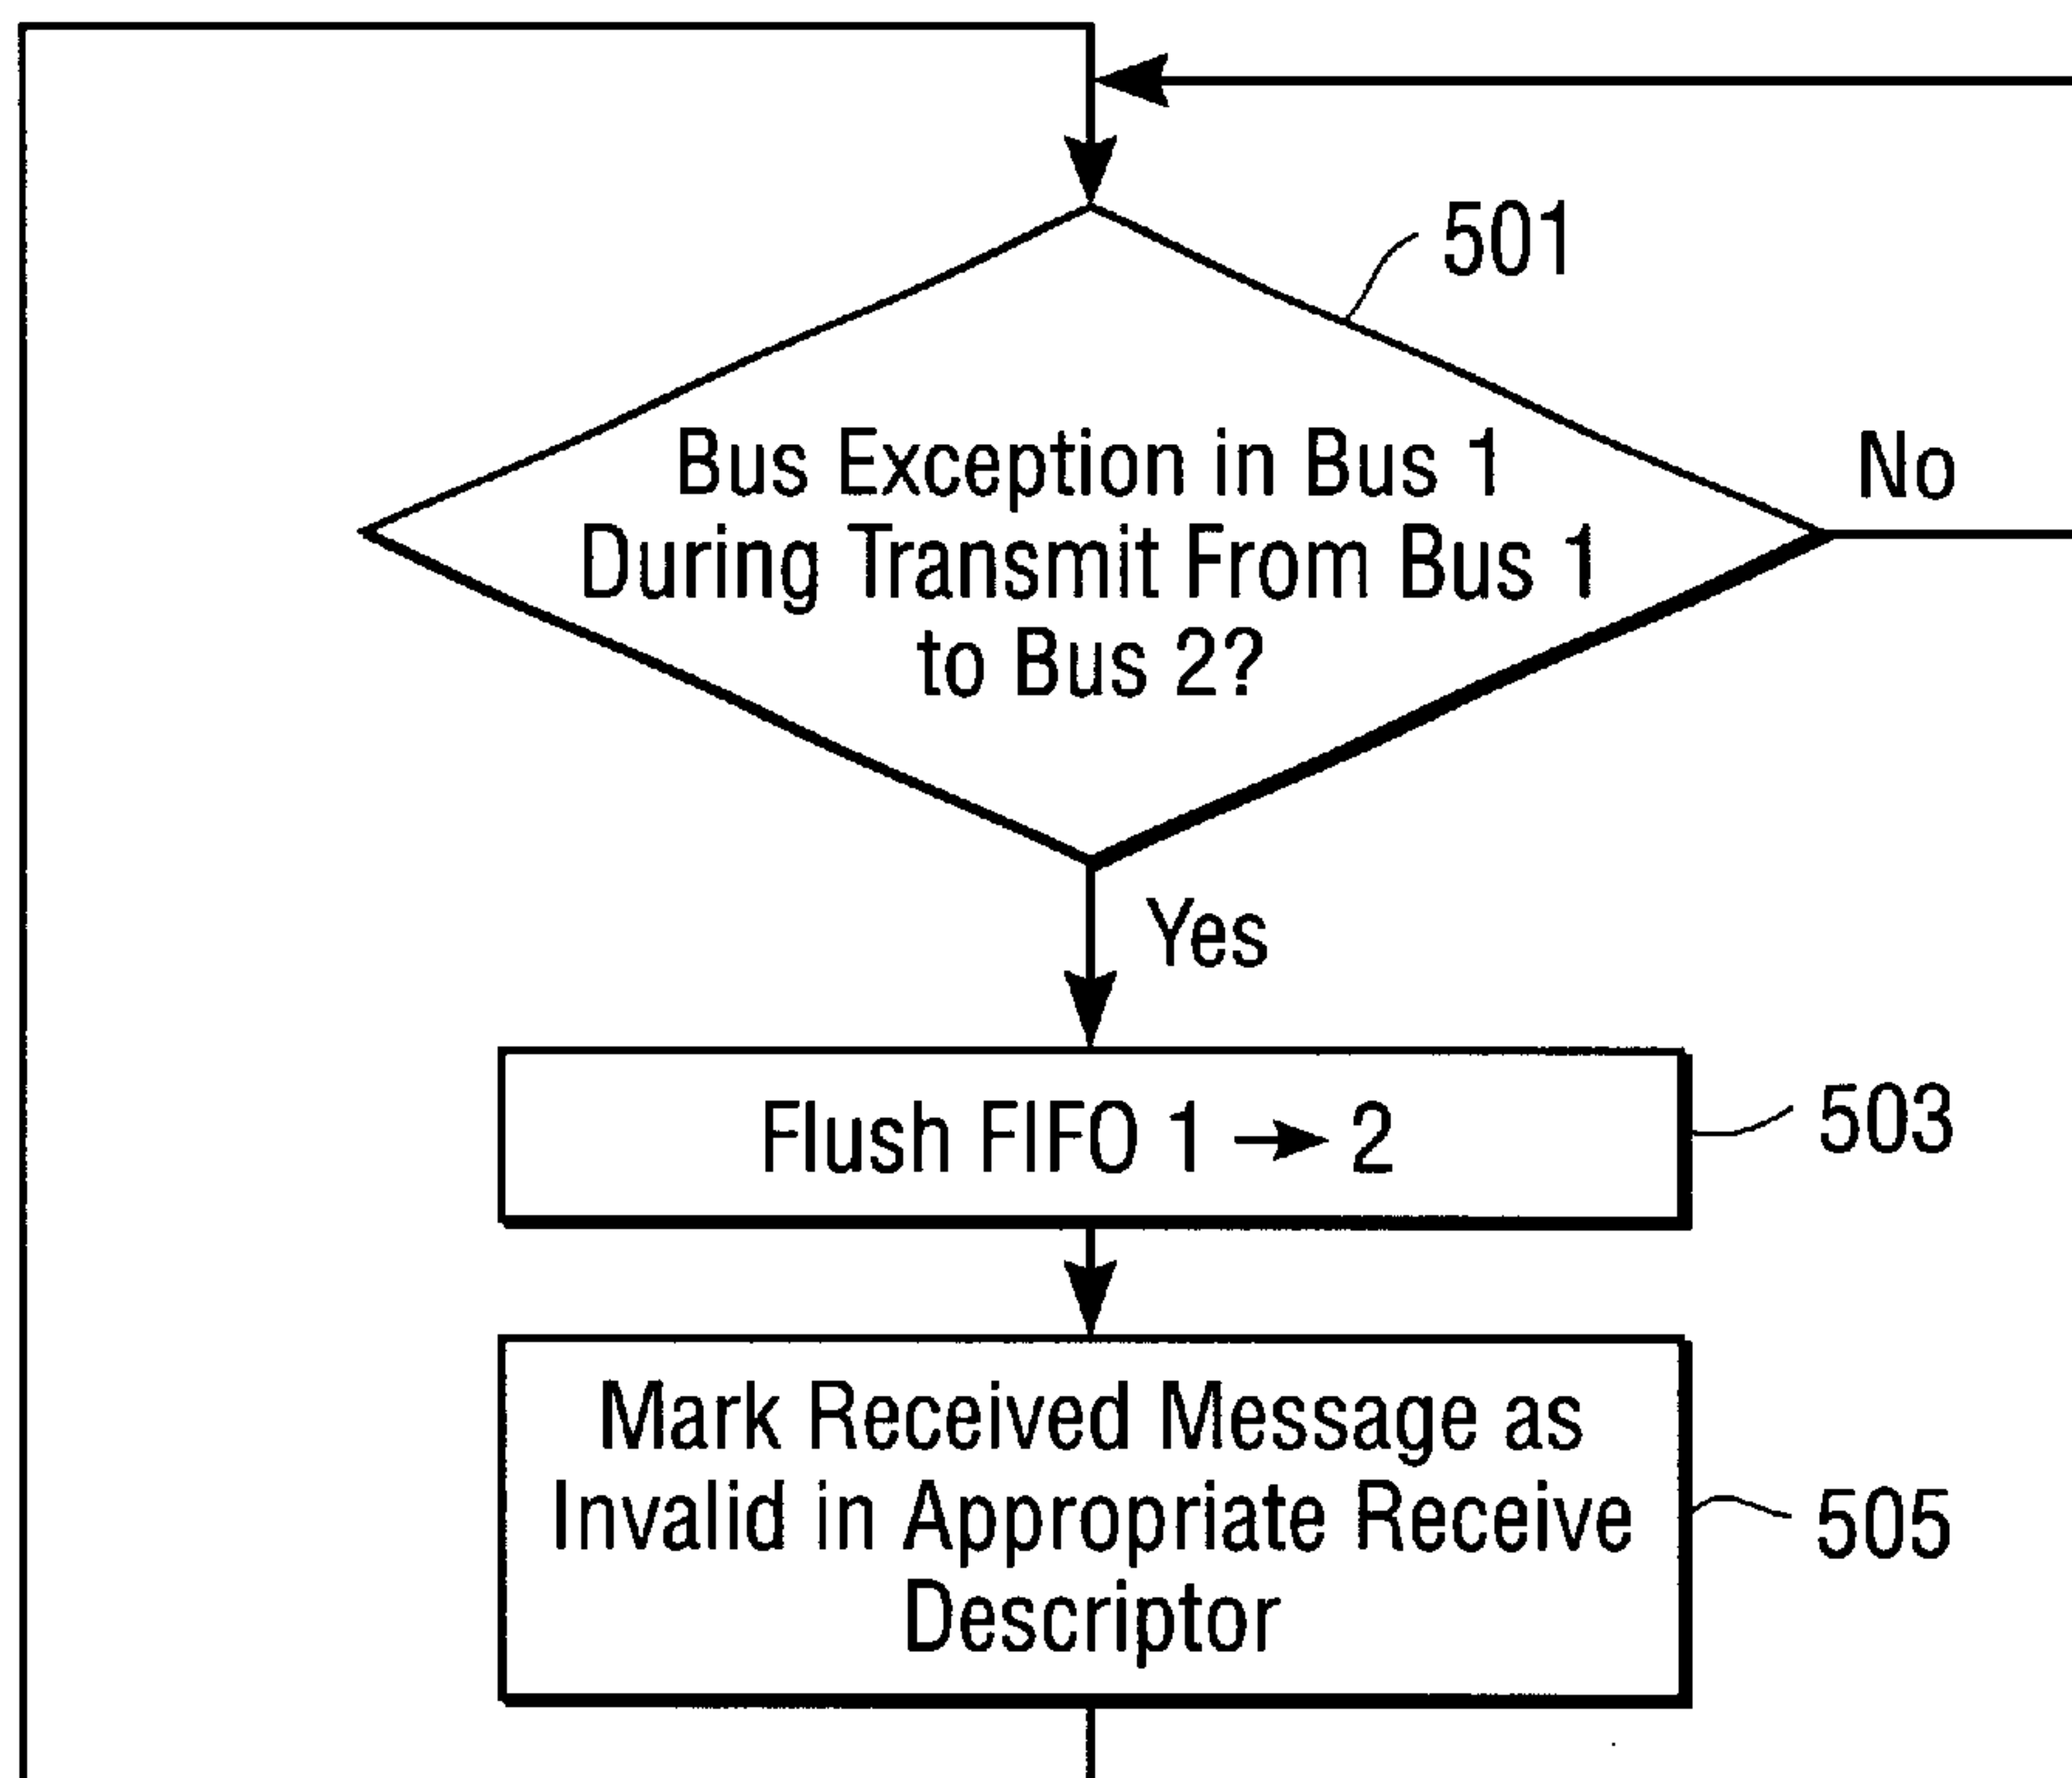 501
Bus Exception in Bus 1
During Transmit From Bus 1
to Bus 2?
No
Yes
Flush FIFO 1 → 2
503
Mark Received Message as
Invalid in Appropriate Receive
Descriptor
505